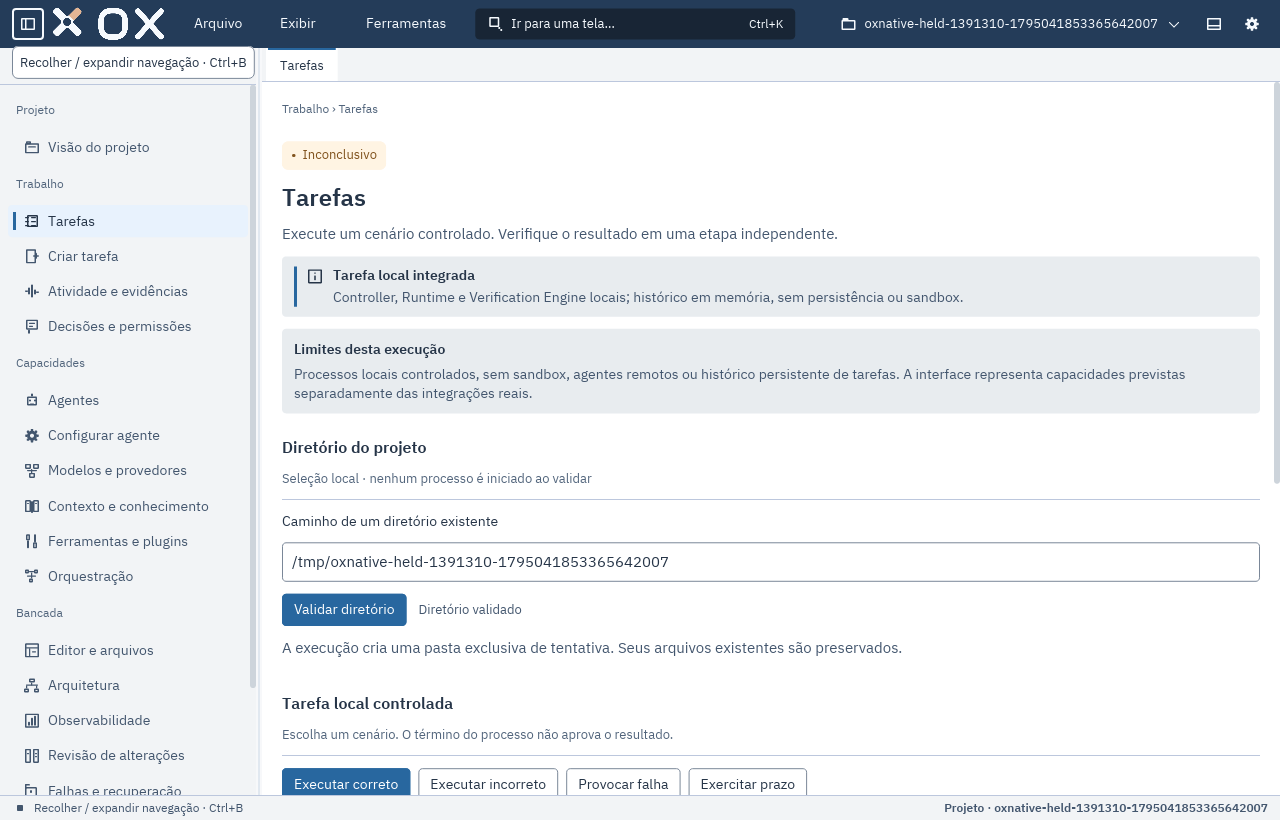 OX
Arquivo
Exibir
Ferramentas
Ir para uma tela...
Ctrl+K
oxnative-held-1391310-1795041853365642007
Recolher / expandir navegação · Ctrl+B
Tarefas
Projeto
Visão do projeto
Trabalho
Tarefas
Criar tarefa
Atividade e evidências
Decisões e permissões
Capacidades
Agentes
Configurar agente
Modelos e provedores
Contexto e conhecimento
Ferramentas e plugins
Orquestração
Bancada
Editor e arquivos
Arquitetura
Observabilidade
Revisão de alterações
Falhas e recuperação
Trabalho › Tarefas
• Inconclusivo
Tarefas
Execute um cenário controlado. Verifique o resultado em uma etapa independente.
Tarefa local integrada
Controller, Runtime e Verification Engine locais; histórico em memória, sem persistência ou sandbox.
Limites desta execução
Processos locais controlados, sem sandbox, agentes remotos ou histórico persistente de tarefas. A interface representa capacidades previstas
separadamente das integrações reais.
Diretório do projeto
Seleção local · nenhum processo é iniciado ao validar
Caminho de um diretório existente
/tmp/oxnative-held-1391310-1795041853365642007
Validar diretório
Diretório validado
A execução cria uma pasta exclusiva de tentativa. Seus arquivos existentes são preservados.
Tarefa local controlada
Escolha um cenário. O término do processo não aprova o resultado.
Executar correto
Executar incorreto
Provocar falha
Exercitar prazo
Recolher / expandir navegação · Ctrl+B
Projeto · oxnative-held-1391310-1795041853365642007